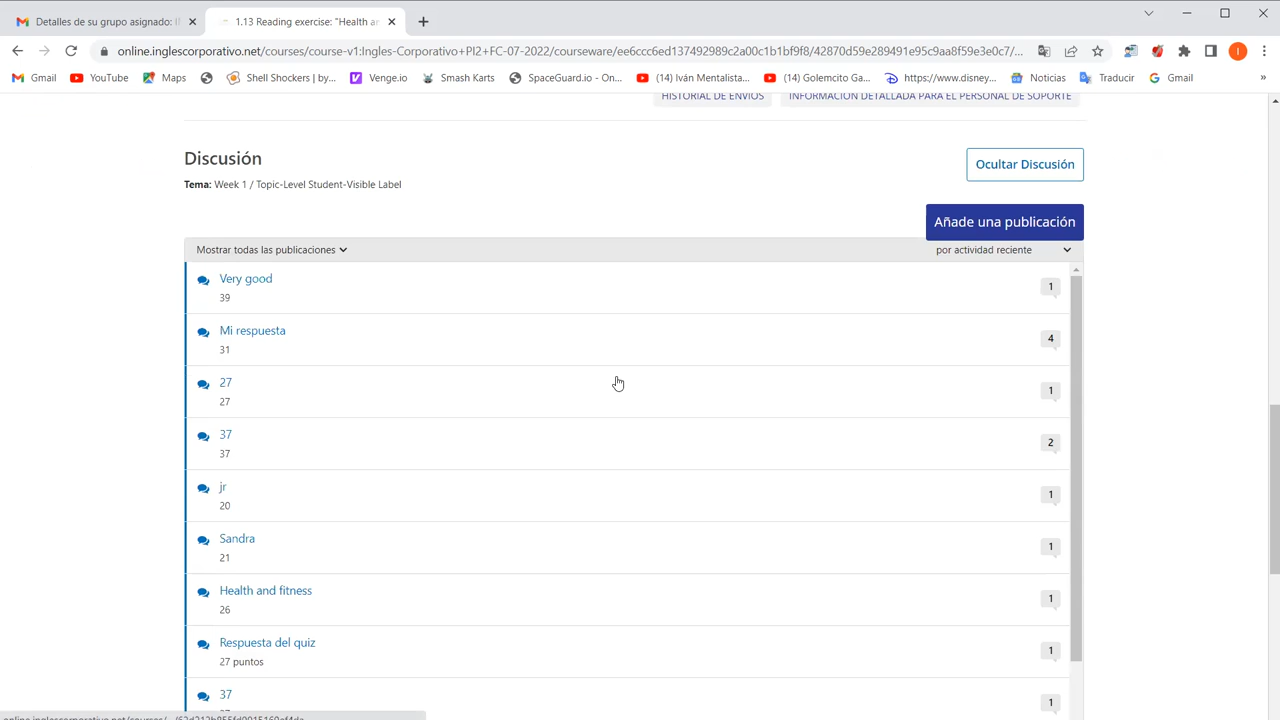 Detalles de su grupo asignado: I
1.13 Reading exercise: "Health ar
online.inglescorporativo.net/courses/course-v1:Ingles-Corporativo+PI2+FC-07-2022/courseware/ee6ccc6ed137492989c2a00c1b1bf9f8/42870d59e289491e95c9aa8f59e3e0c7/...
Gmail YouTube Maps Shell Shockers | by... Venge.io Smash Karts SpaceGuard.io - On... (14) Iván Mendista... (14) Golemcito Ga... https://www.disney... Noticias Traducir Gmail »
HISTORIAL DE ENVÍOS INFORMACIÓN DETALLADA PARA EL PERSONAL DE SOPORTE
Discusión
Ocultar Discusión
Tema: Week 1 / Topic-Level Student-Visible Label
Añade una publicación
Mostrar todas las publicaciones por actividad reciente
Very good
39
1
Mi respuesta
31
4
27
27
1
37
37
2
jr
20
1
Sandra
21
1
Health and fitness
26
1
Respuesta del quiz
27 puntos
1
37
1